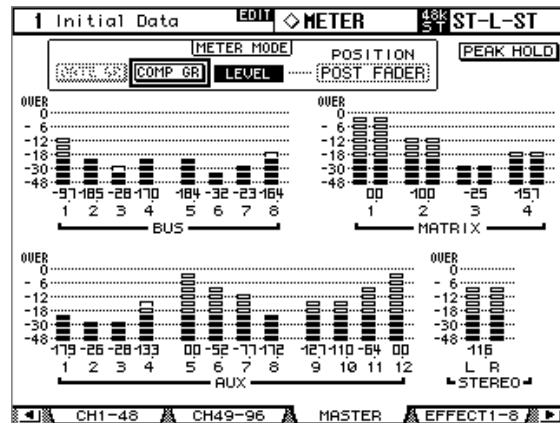 1 Initial Data EDIT ◇METER 48k ST ST-L-ST
METER MODE POSITION PEAK HOLD
COMP GR LEVEL POST FADER
OVER OVER
0 0
- 6 - 6
-12 -12
-18 -18
-30 -30
-48 -48
-97 -185 -28 -170 -184 -32 -23 -164 00 -100 -25 -157
1 2 3 4 5 6 7 8 1 2 3 4
BUS MATRIX
OVER OVER
0 0
- 6 - 6
-12 -12
-18 -18
-30 -30
-48 -48
-179 -26 -28 -133 00 -52 -77 -172 -127 -110 -64 00 -116
1 2 3 4 5 6 7 8 9 10 11 12 L R
AUX STEREO
CH1-48 CH49-96 MASTER EFFECT1-8